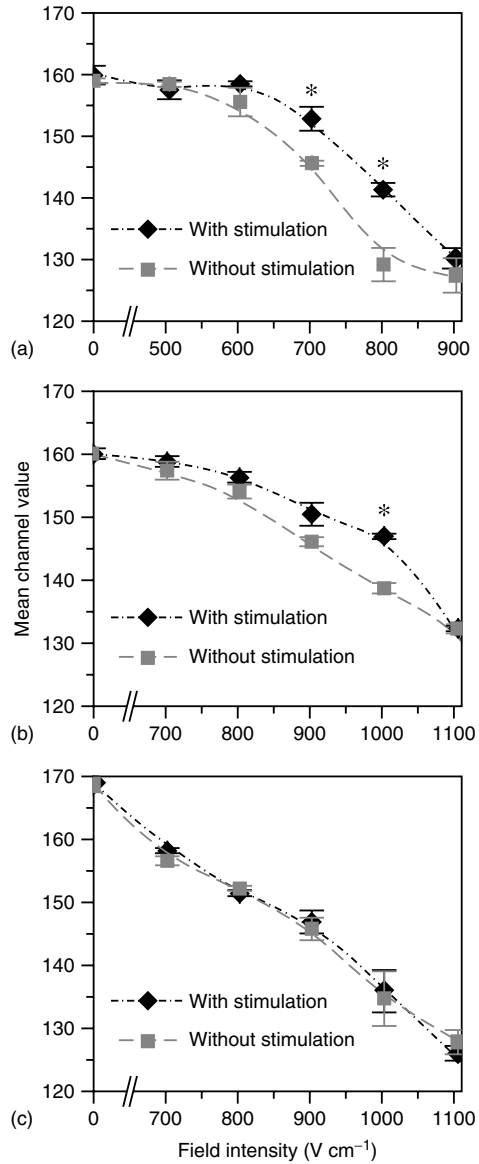 170
160
150
140
130
120
*
*
With stimulation
Without stimulation
0 500 600 700 800 900
(a)
170
160
150
140
130
120
*
With stimulation
Without stimulation
0 700 800 900 1000 1100
(b)
Mean channel value
170
160
150
140
130
120
With stimulation
Without stimulation
0 700 800 900 1000 1100
(c)
Field intensity (V cm⁻¹)